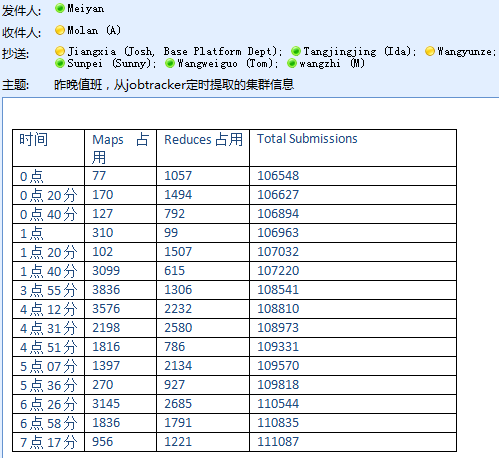 发件人: Meiyan
收件人: Molan (A)
抄送: Jiangxia (Josh, Base Platform Dept); Tangjingjing (Ida); Wangyunze;
Sunpei (Sunny); Wangweiguo (Tom); wangzhi (M)
主题: 昨晚值班，从jobtracker定时提取的集群信息
时间 Maps 占用 Reduces 占用 Total Submissions
0 点 77 1057 106548
0 点 20 分 170 1494 106627
0 点 40 分 127 792 106894
1 点 310 99 106963
1 点 20 分 102 1507 107032
1 点 40 分 3099 615 107220
3 点 55 分 3836 1306 108541
4 点 12 分 3576 2232 108810
4 点 31 分 2198 2580 108973
4 点 51 分 1816 786 109331
5 点 07 分 1397 2134 109570
5 点 36 分 270 927 109818
6 点 26 分 3145 2685 110544
6 点 58 分 1836 1791 110835
7 点 17 分 956 1221 111087